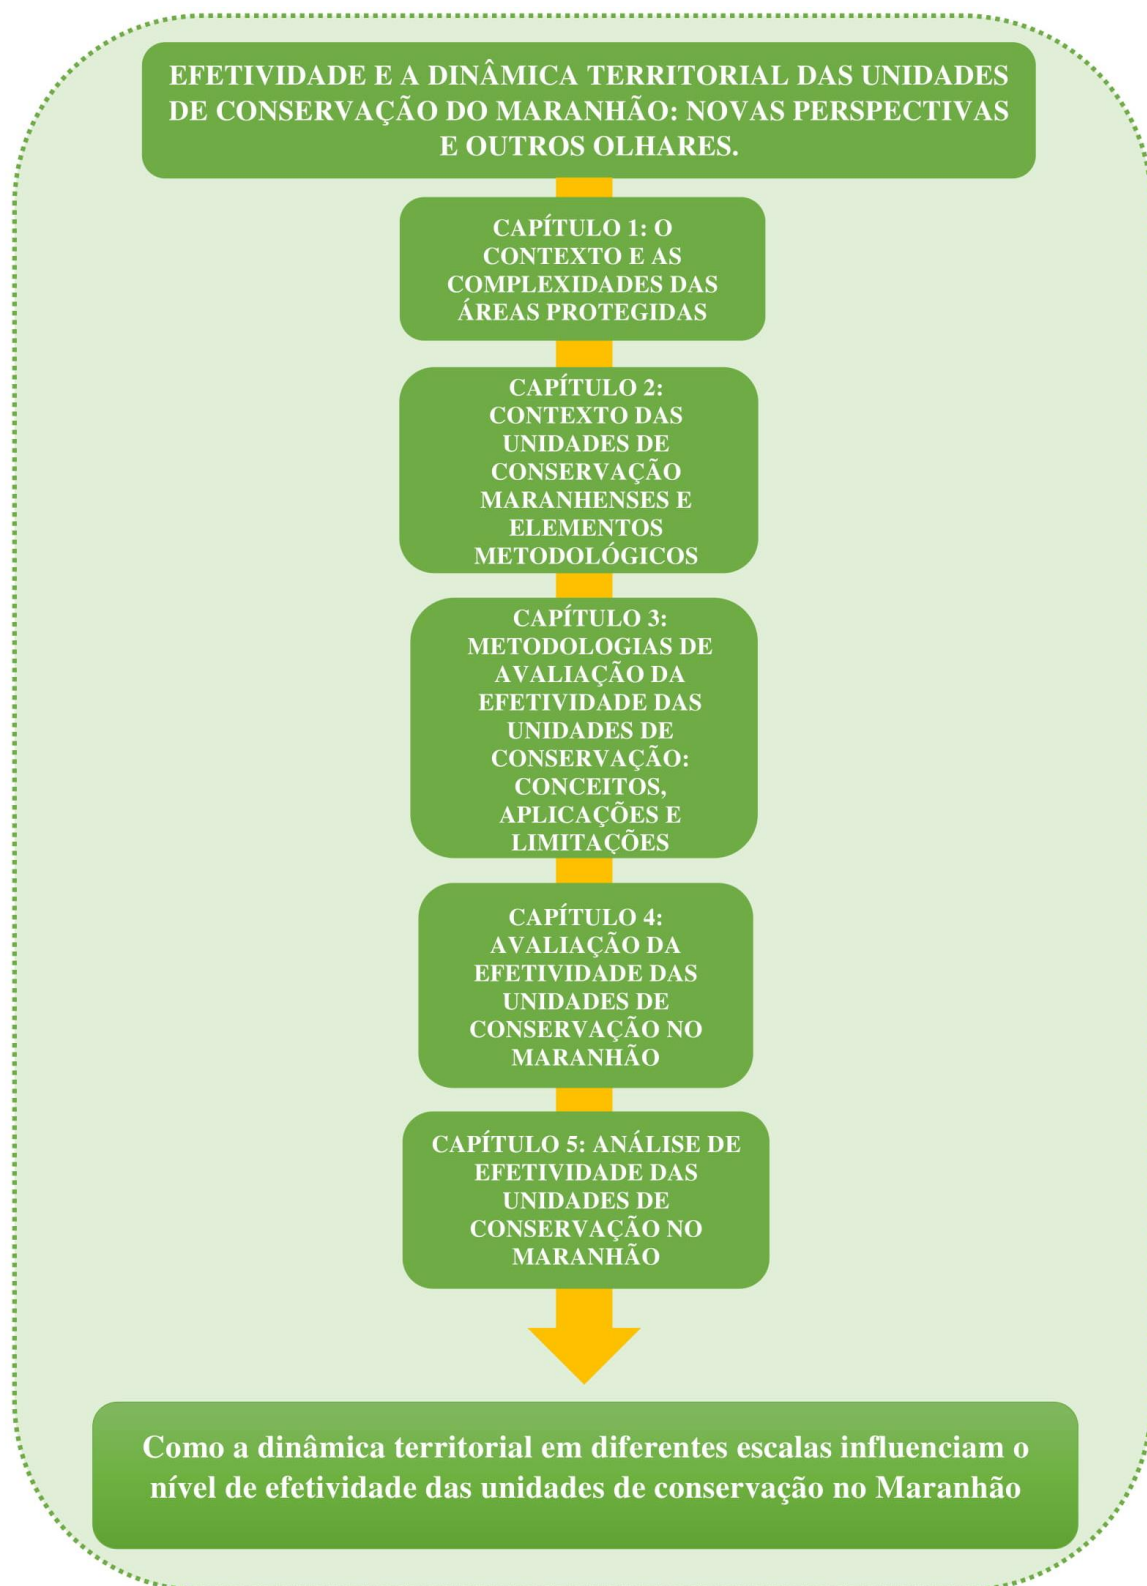 EFETIVIDADE E A DINÂMICA TERRITORIAL DAS UNIDADES
DE CONSERVAÇÃO DO MARANHÃO: NOVAS PERSPECTIVAS
E OUTROS OLHARES.
CAPÍTULO 1: O
CONTEXTO E AS
COMPLEXIDADES DAS
ÁREAS PROTEGIDAS
CAPÍTULO 2:
CONTEXTO DAS
UNIDADES DE
CONSERVAÇÃO
MARANHENSES E
ELEMENTOS
METODOLÓGICOS
CAPÍTULO 3:
METODOLOGIAS DE
AVALIAÇÃO DA
EFETIVIDADE DAS
UNIDADES DE
CONSERVAÇÃO:
CONCEITOS,
APLICAÇÕES E
LIMITAÇÕES
CAPÍTULO 4:
AVALIAÇÃO DA
EFETIVIDADE DAS
UNIDADES DE
CONSERVAÇÃO NO
MARANHÃO
CAPÍTULO 5: ANÁLISE DE
EFETIVIDADE DAS
UNIDADES DE
CONSERVAÇÃO NO
MARANHÃO
Como a dinâmica territorial em diferentes escalas influenciam o
nível de efetividade das unidades de conservação no Maranhão